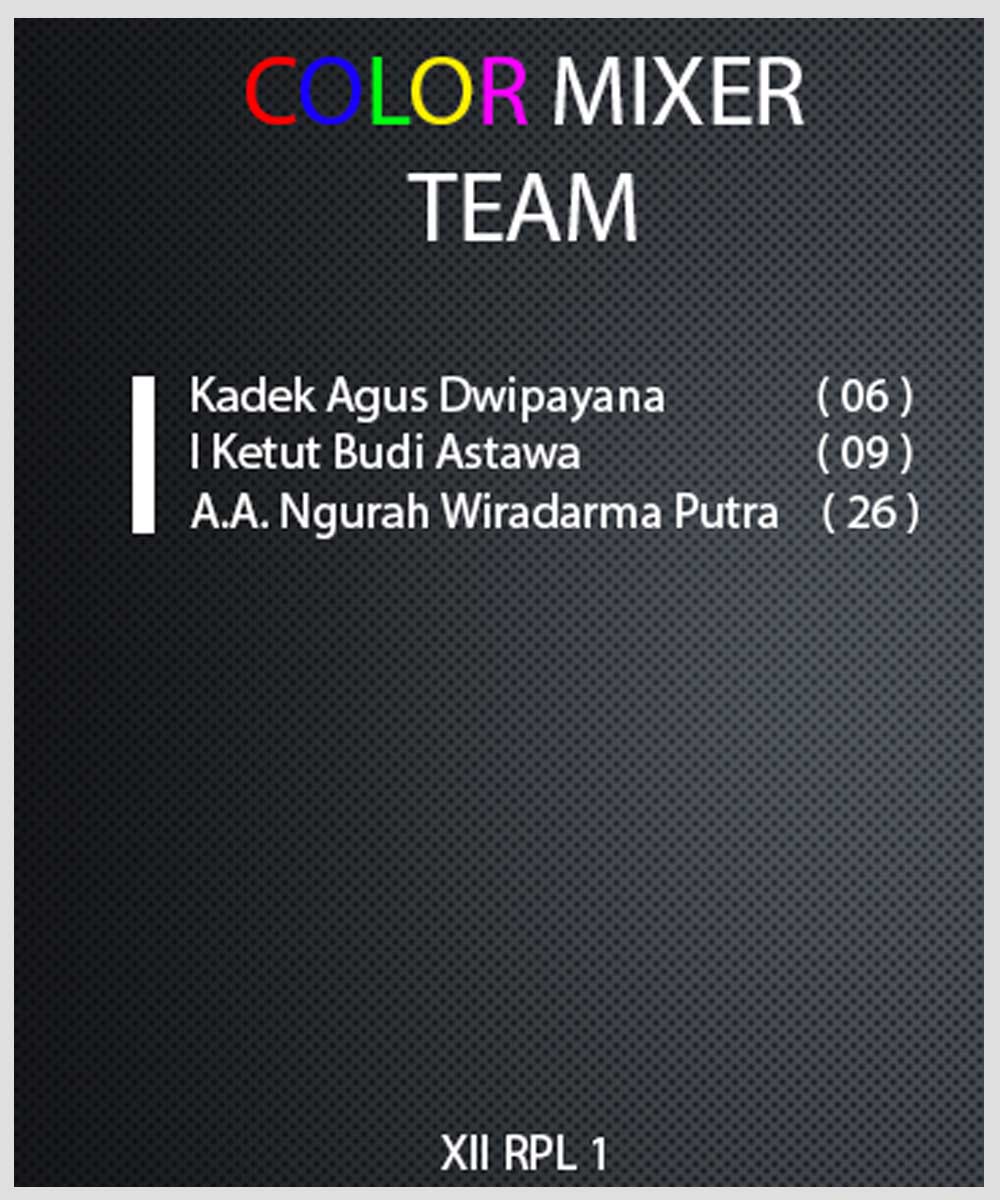 COLOR MIXER
TEAM
Kadek Agus Dwipayana ( 06 )
I Ketut Budi Astawa ( 09 )
A.A. Ngurah Wiradarma Putra ( 26 )
XII RPL 1